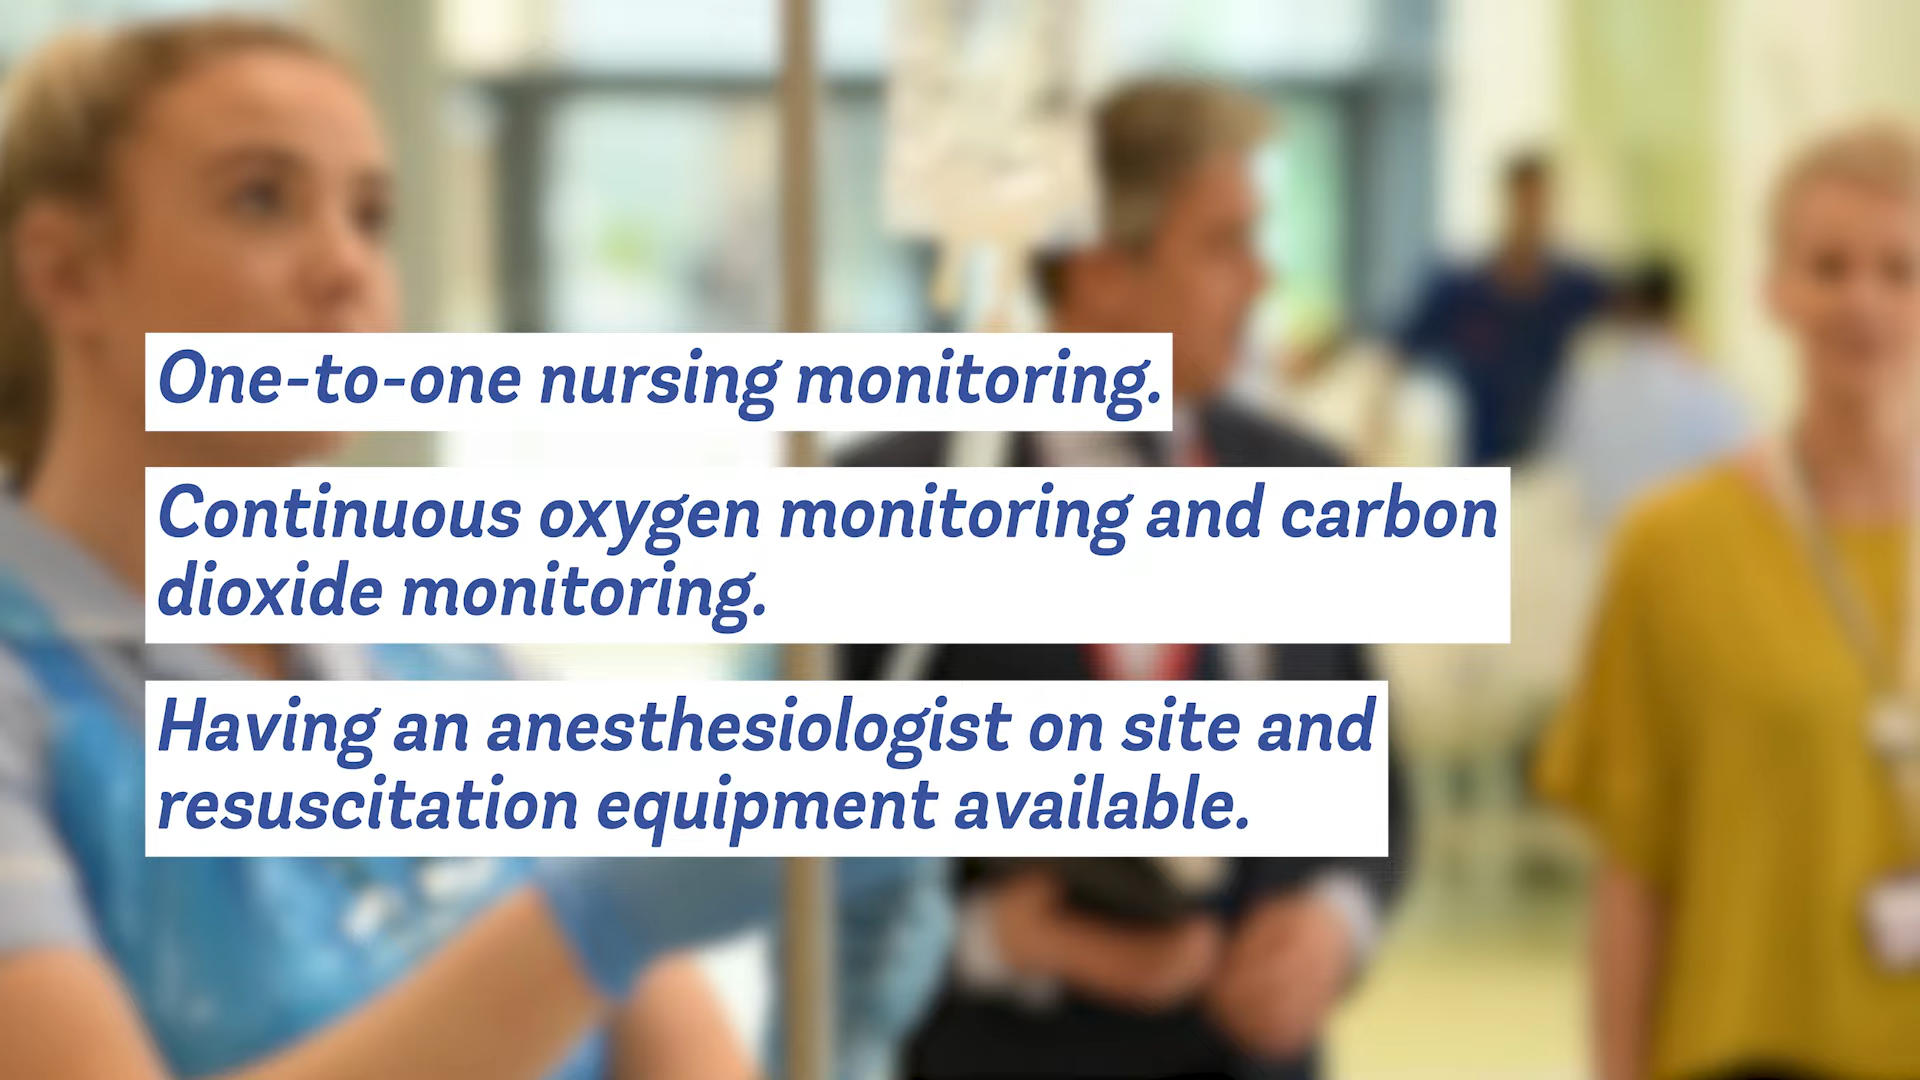 One-to-one nursing monitoring.
Continuous oxygen monitoring and carbon
dioxide monitoring.
Having an anesthesiologist on site and
resuscitation equipment available.